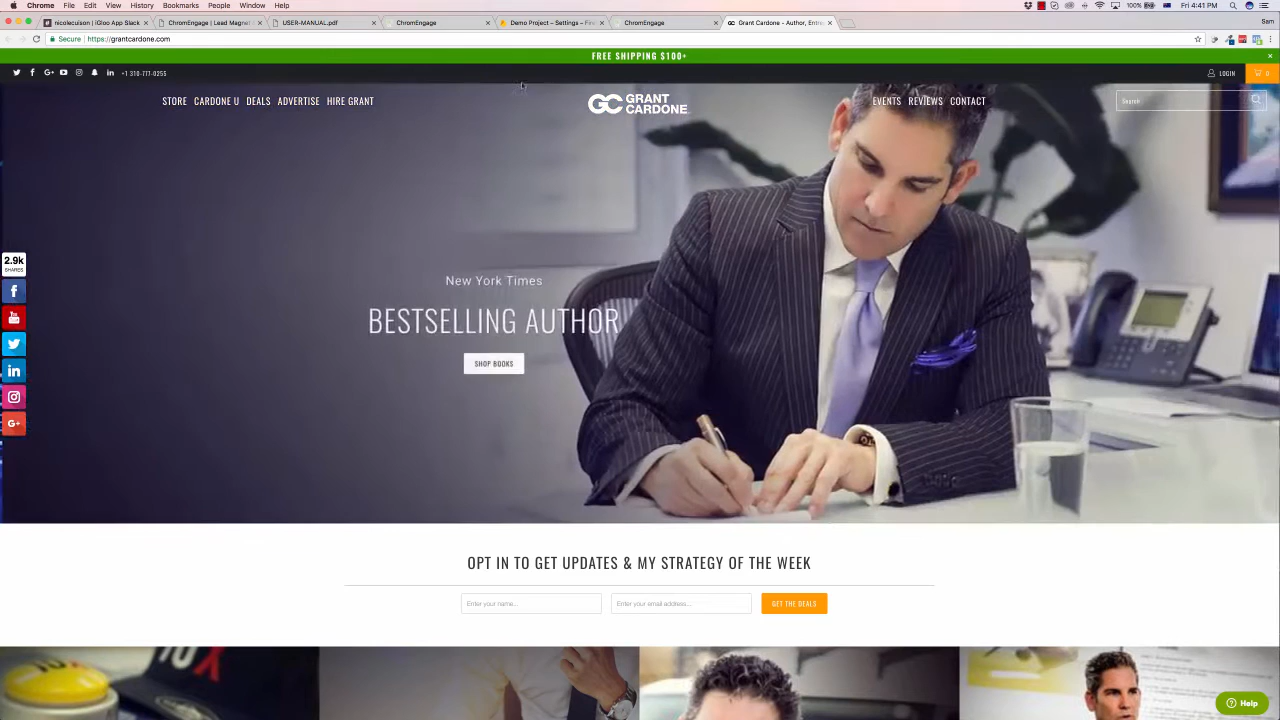 Chrome File Edit View History Bookmarks People Window Help
100% Fri 4:41 PM
nicolecuison | iGloo App Slack
ChromEngage | Lead Magnet
USER-MANUAL.pdf
ChromEngage
Demo Project – Settings – Fire
ChromEngage
Grant Cardone - Author, Entre
Sam
Secure https://grantcardone.com
FREE SHIPPING $100+
+1 310-777-0255
LOGIN
0
STORE CARDONE U DEALS ADVERTISE HIRE GRANT
GC GRANT CARDONE
EVENTS REVIEWS CONTACT
Search
2.9k
SHARES
New York Times
BESTSELLING AUTHOR
SHOP BOOKS
OPT IN TO GET UPDATES & MY STRATEGY OF THE WEEK
Enter your name...
Enter your email address...
GET THE DEALS
10X
Help